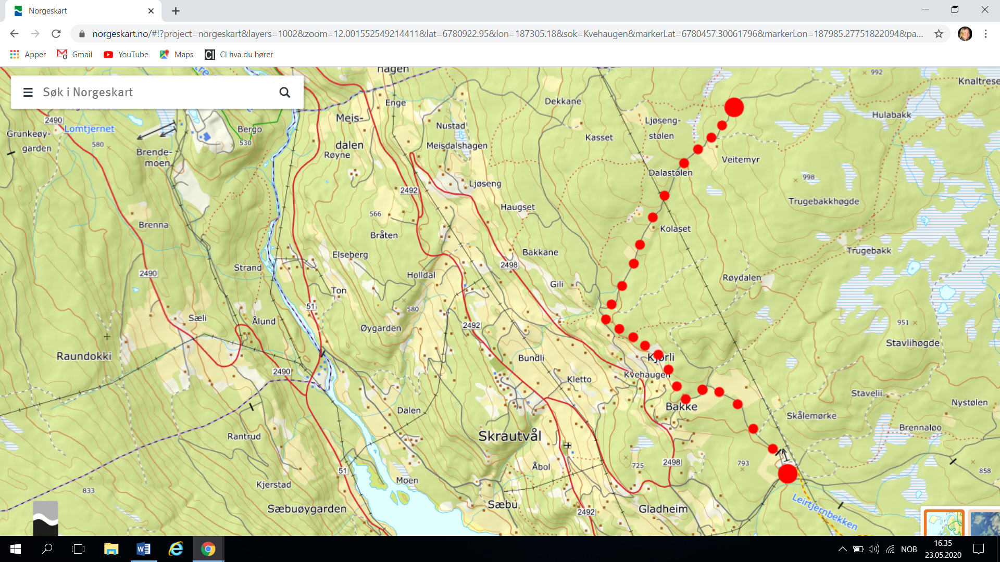 Norgeskart
norgeskart.no/#!?project=norgeskart&layers=1002&zoom=12.001552549214411&lat=6780922.95&lon=187305.18&sok=Kvehaugen&markerLat=6780457.30061796&markerLon=187985.27751822094&pa...
Apper
Gmail
YouTube
Maps
CI hva du hører
Søk i Norgeskart
hagen
992
Knaltrese
Enge
Dekkane
Hulabakk
Meis-
dalen
Nustad
Ljøseng-
stølen
2490
Lomtjernet
Bergo
530
Grunkeøy-
garden
580
Kasset
Meisdalshagen
Røyne
Brende-
moen
Veitemyr
Dalastølen
998
Ljøseng
2492
Trugebakkhøgde
Haugset
566
Brenna
Kolaset
Bråten
Trugebakk
Bakkane
Elseberg
2498
Strand
2490
Holldal
Røydalen
Gili
Ton
51
580
Sæli
Ålund
2492
951
Øygarden
Stavlihøgde
Raundokki
Bundli
Kjørli
2490
Kvehaugen
Kletto
Stavelii
Nystølen
Bakke
Dalen
Skålemørke
Brennaløo
Rantrud
Skrautvål
793
725
2498
Åbol
858
51
Moen
Kjerstad
833
Sæbu
Leirtjernbekken
Sæbuøygarden
Gladheim
2492
NOB
16.35
23.05.2020